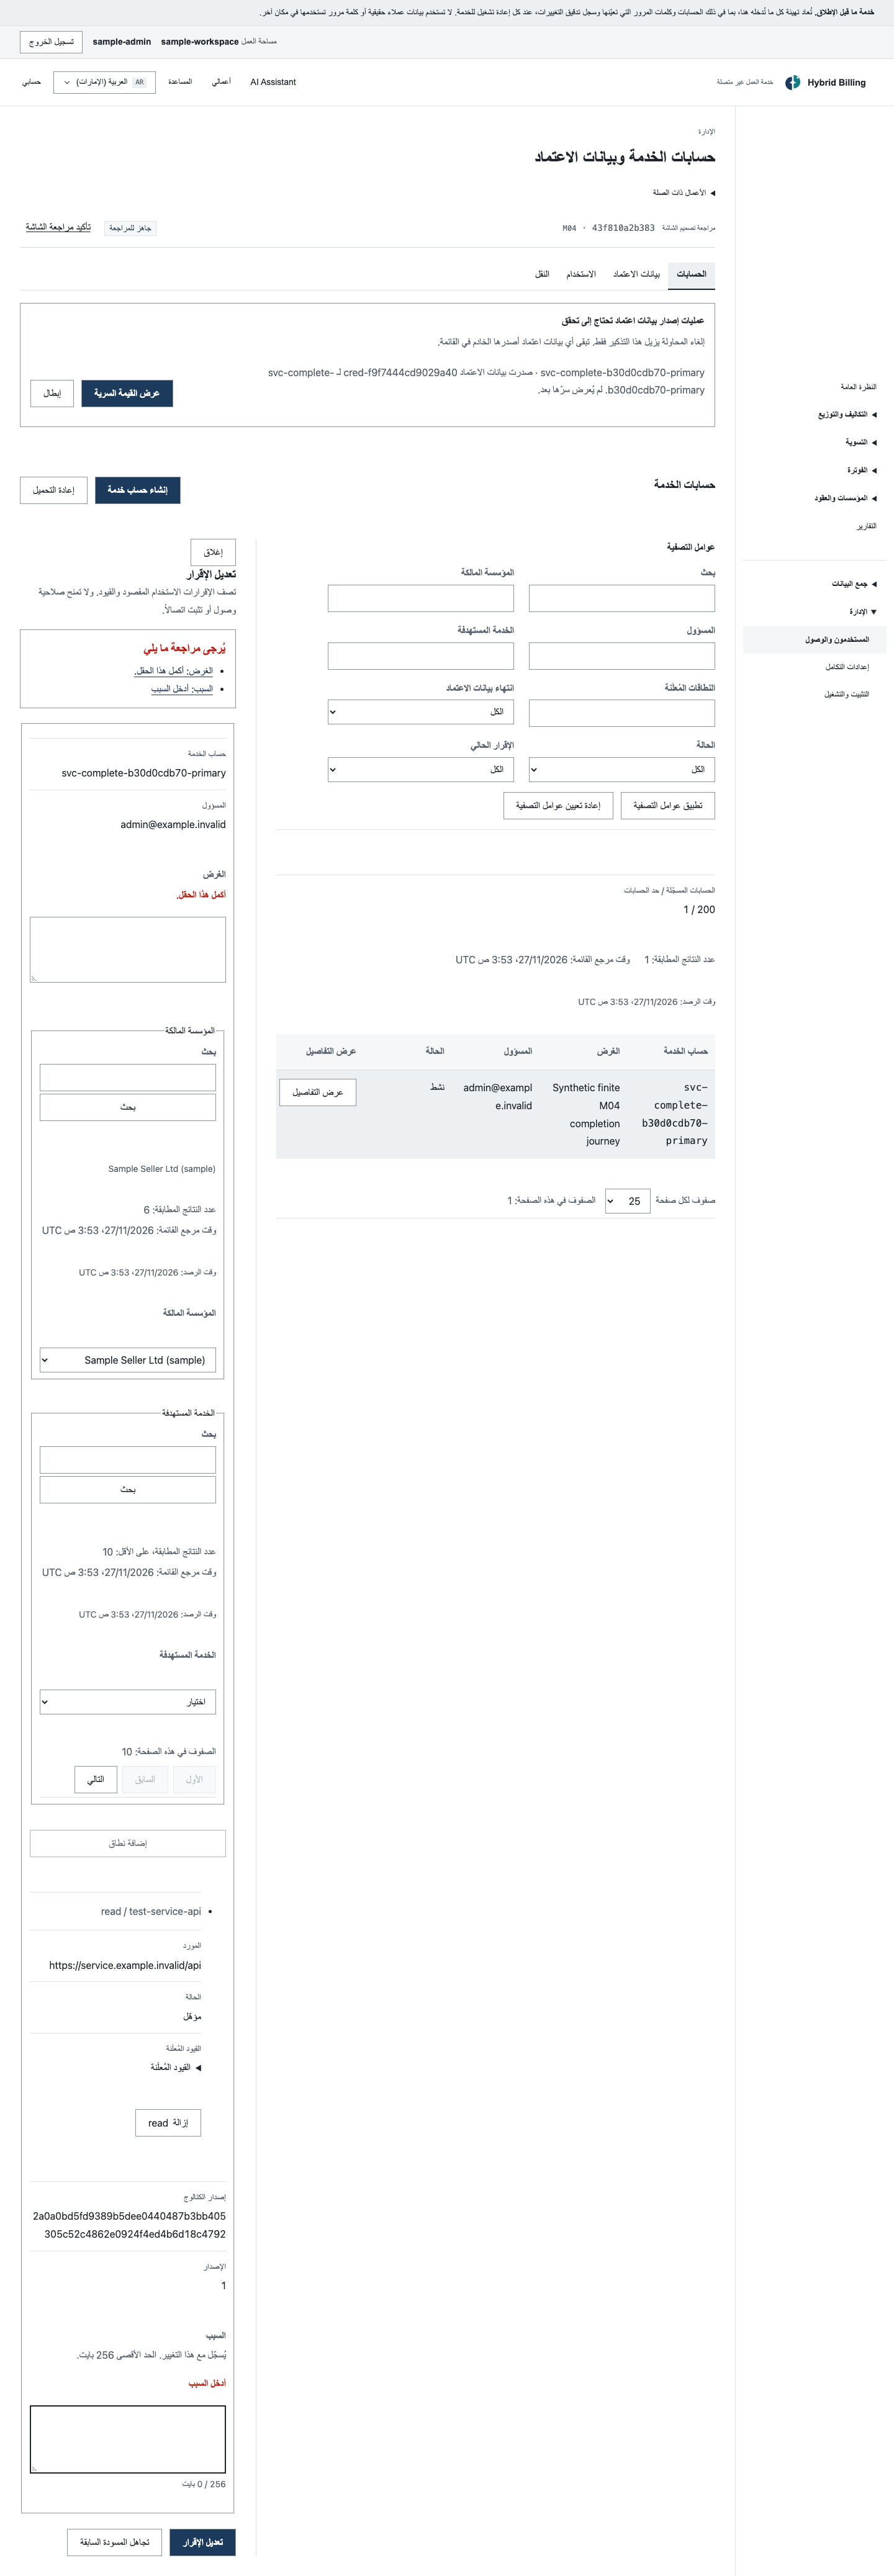 خدمة ما قبل الإطلاق. تُعاد تهيئة كل ما تُدخله هنا، بما في ذلك الحسابات وكلمات المرور التي تعيّنها وسجل تدقيق التغييرات، عند كل إعادة تشغيل للخدمة. لا تستخدم بيانات عملاء حقيقية أو كلمة مرور تستخدمها في مكان آخر.
مساحة العمل sample-workspace sample-admin تسجيل الخروج
Hybrid Billing خدمة العمل غير متصلة
AI Assistant أعمالي المساعدة AR العربية (الإمارات) حسابي
النظرة العامة
التكاليف والتوزيع
التسوية
الفوترة
المؤسسات والعقود
التقارير
جمع البيانات
الإدارة
المستخدمون والوصول
إعدادات التكامل
التثبيت والتشغيل
الإدارة
حسابات الخدمة وبيانات الاعتماد
الأعمال ذات الصلة
مراجعة تصميم الشاشة M04 · 43f810a2b383
جاهز للمراجعة تأكيد مراجعة الشاشة
الحسابات بيانات الاعتماد الاستخدام النقل
عمليات إصدار بيانات اعتماد تحتاج إلى تحقق
إلغاء المحاولة يزيل هذا التذكير فقط. تبقى أي بيانات اعتماد أصدرها الخادم في القائمة.
svc-complete-b30d0cdb70-primary · صدرت بيانات الاعتماد cred-f9f7444cd9029a40 لـ svc-complete-
b30d0cdb70-primary. لم يُعرض سرّها بعد.
عرض القيمة السرية إبطال
حسابات الخدمة
إنشاء حساب خدمة إعادة التحميل
عوامل التصفية
بحث المؤسسة المالكة
المسؤول الخدمة المستهدفة
النطاقات المُعلَنة انتهاء بيانات الاعتماد
الكل
الحالة الإقرار الحالي
الكل الكل
تطبيق عوامل التصفية إعادة تعيين عوامل التصفية
الحسابات المسجّلة / حد الحسابات
1 / 200
عدد النتائج المطابقة: 1 وقت مرجع القائمة: 27/11/2026، 3:53 ص UTC
وقت الرصد: 27/11/2026، 3:53 ص UTC
حساب الخدمة الغرض المسؤول الحالة عرض التفاصيل
svc-
complete-
b30d0cdb70-
primary
Synthetic finite
M04
completion
journey
admin@exampl
e.invalid
نشط
عرض التفاصيل
صفوف لكل صفحة 25 الصفوف في هذه الصفحة: 1
إغلاق
تعديل الإقرار
تصف الإقرارات الاستخدام المقصود والقيود. ولا تمنح صلاحية
وصول أو تثبت اتصالاً.
يُرجى مراجعة ما يلي
الغرض: أكمل هذا الحقل.
السبب: أدخل السبب
حساب الخدمة
svc-complete-b30d0cdb70-primary
المسؤول
admin@example.invalid
الغرض
أكمل هذا الحقل.
المؤسسة المالكة
بحث
بحث
Sample Seller Ltd (sample)
عدد النتائج المطابقة: 6
وقت مرجع القائمة: 27/11/2026، 3:53 ص UTC
وقت الرصد: 27/11/2026، 3:53 ص UTC
المؤسسة المالكة
Sample Seller Ltd (sample)
الخدمة المستهدفة
بحث
بحث
عدد النتائج المطابقة، على الأقل: 10
وقت مرجع القائمة: 27/11/2026، 3:53 ص UTC
وقت الرصد: 27/11/2026، 3:53 ص UTC
الخدمة المستهدفة
اختيار
الصفوف في هذه الصفحة: 10
الأول السابق التالي
إضافة نطاق
read / test-service-api
المورد
https://service.example.invalid/api
الحالة
مؤهّل
القيود المُعلَنة
القيود المُعلَنة
إزالة read
إصدار الكتالوج
2a0a0bd5fd9389b5dee0440487b3bb405
305c52c4862e0924f4ed4b6d18c4792
الإصدار
1
السبب
يُسجَّل مع هذا التغيير. الحد الأقصى 256 بايت.
أدخل السبب
256 / 0 بايت
تعديل الإقرار تجاهل المسودة السابقة